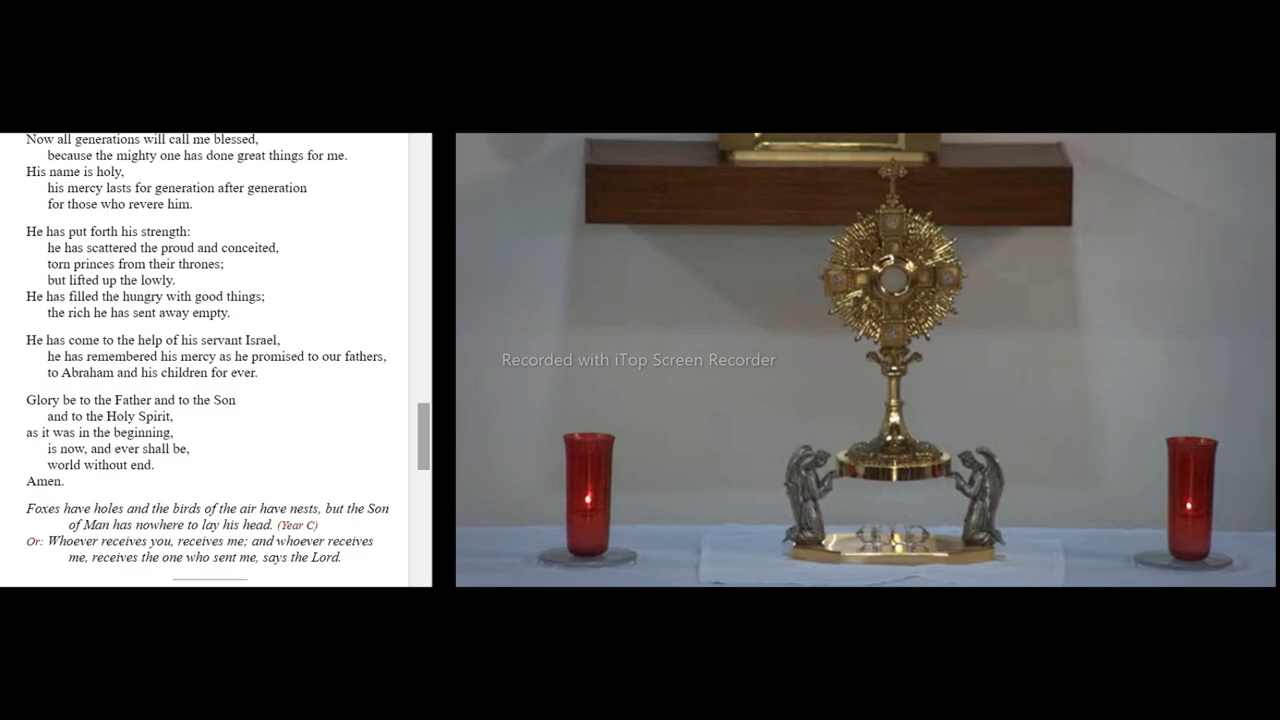 Now all generations will call me blessed,
because the mighty one has done great things for me.
His name is holy,
his mercy lasts for generation after generation
for those who revere him.
He has put forth his strength:
he has scattered the proud and conceited,
torn princes from their thrones;
but lifted up the lowly.
He has filled the hungry with good things;
the rich he has sent away empty.
He has come to the help of his servant Israel,
he has remembered his mercy as he promised to our fathers,
to Abraham and his children for ever.
Glory be to the Father and to the Son
and to the Holy Spirit,
as it was in the beginning,
is now, and ever shall be,
world without end.
Amen.
Foxes have holes and the birds of the air have nests, but the Son
of Man has nowhere to lay his head. (Year C)
Or: Whoever receives you, receives me; and whoever receives
me, receives the one who sent me, says the Lord.
Recorded with iTop Screen Recorder